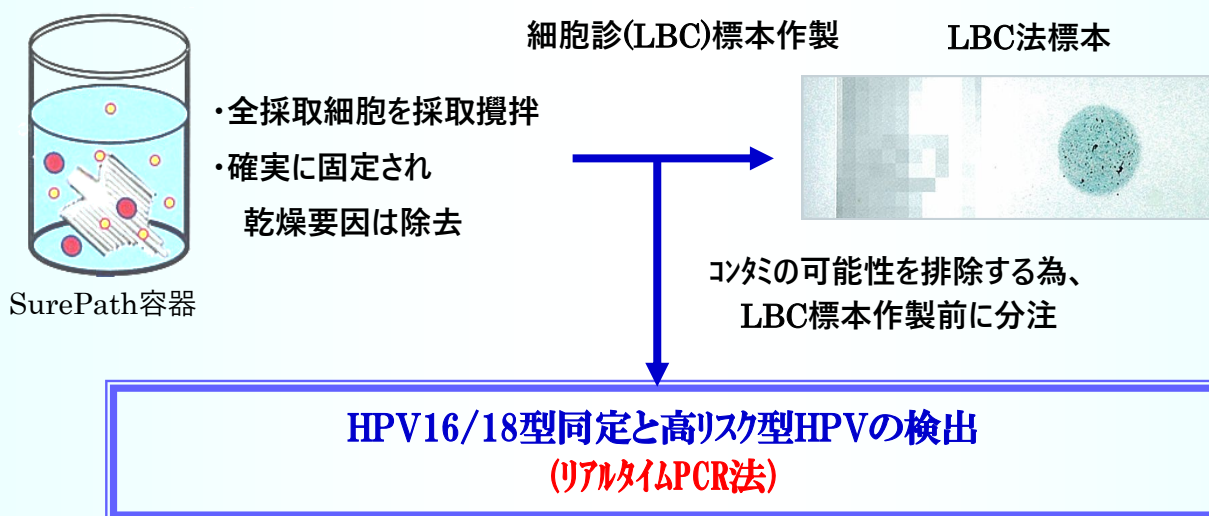 細胞診(LBC)標本作製
LBC法標本
・全採取細胞を採取攪拌
・確実に固定され
乾燥要因は除去
SurePath容器
ｺﾝﾀﾐの可能性を排除する為、
LBC標本作製前に分注
HPV16/18型同定と高ﾘｽｸ型HPVの検出
(ﾘｱﾙﾀｲﾑPCR法)